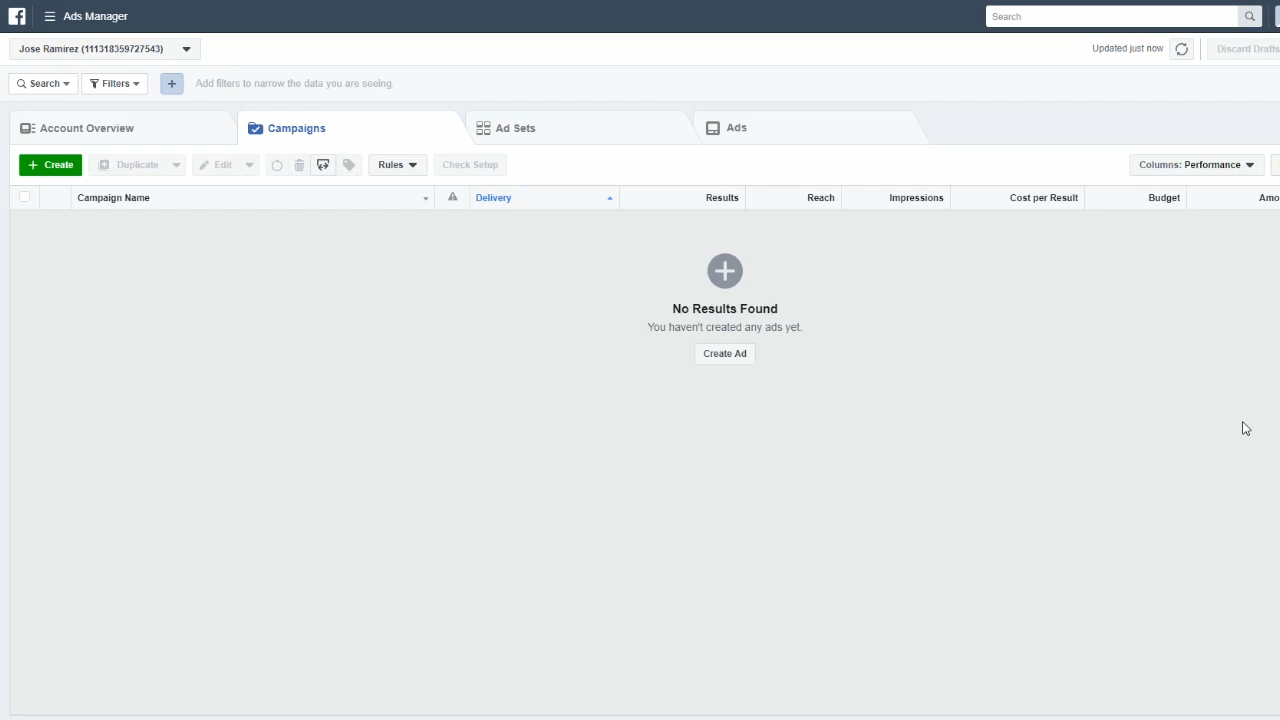 Ads Manager
Search
Jose Ramirez (111318359727543)
Updated just now
Discard Drafts
Search
Filters
Add filters to narrow the data you are seeing.
Account Overview
Campaigns
Ad Sets
Ads
+ Create
Duplicate
Edit
Rules
Check Setup
Columns: Performance
Campaign Name
Delivery
Results
Reach
Impressions
Cost per Result
Budget
Amo
No Results Found
You haven't created any ads yet.
Create Ad